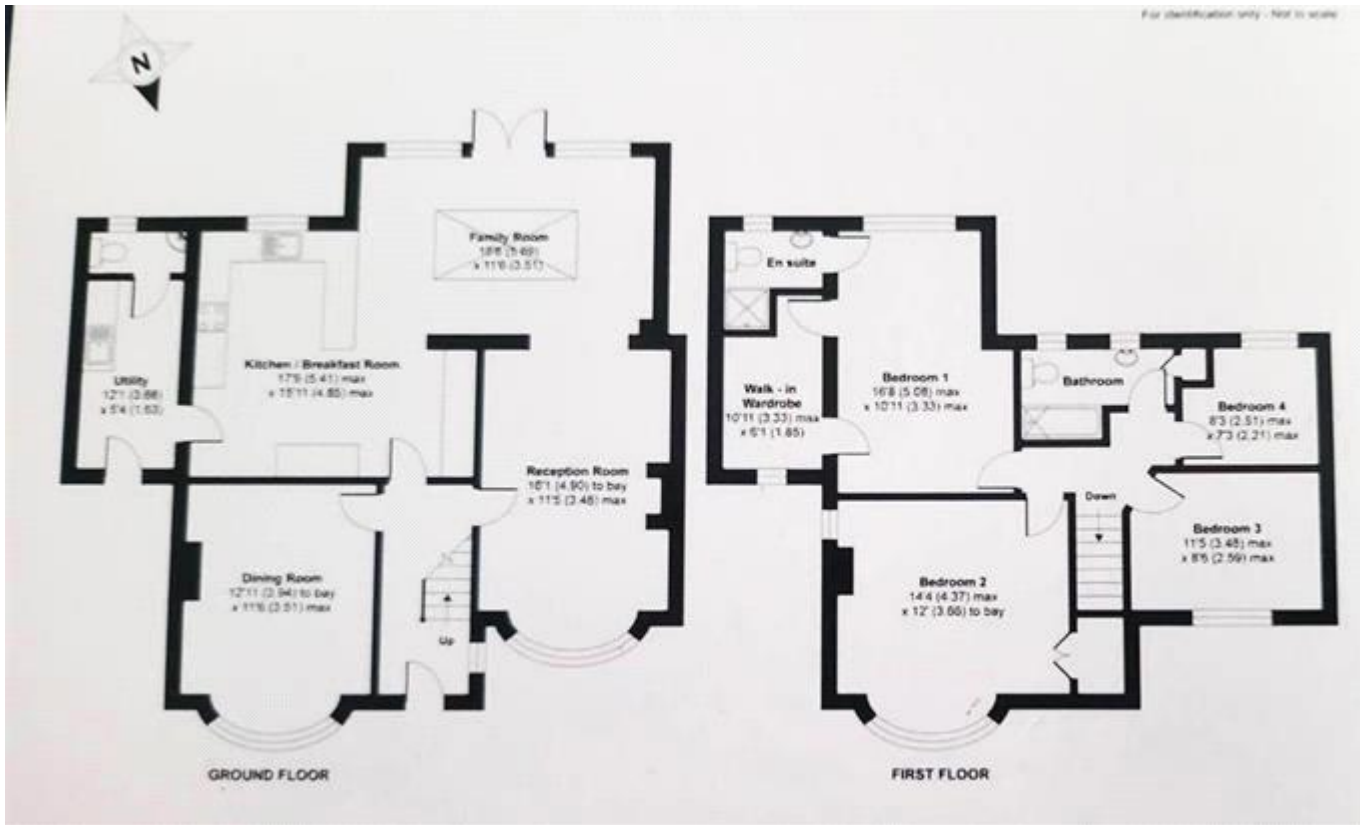 For identification only - Not to scale
N
Family Room
18'8 (5.69)
x 11'6 (3.51)
Kitchen / Breakfast Room
17'9 (5.41) max
x 15'11 (4.85) max
Utility
12'1 (3.68)
x 5'4 (1.63)
Reception Room
16'1 (4.90) to bay
x 11'5 (3.48) max
Dining Room
12'11 (3.94) to bay
x 11'6 (3.51) max
Up
GROUND FLOOR
En suite
Walk - in
Wardrobe
10'11 (3.33) max
x 6'1 (1.85)
Bedroom 1
16'8 (5.08) max
x 10'11 (3.33) max
Bathroom
Bedroom 4
8'3 (2.51) max
x 7'3 (2.21) max
Down
Bedroom 3
11'5 (3.48) max
x 8'6 (2.59) max
Bedroom 2
14'4 (4.37) max
x 12' (3.66) to bay
FIRST FLOOR